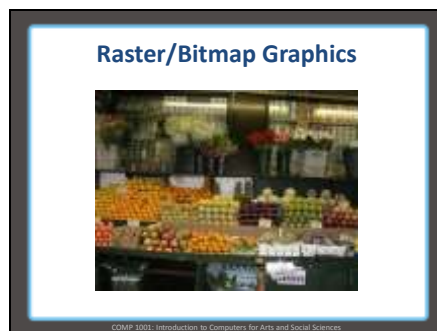 Raster/Bitmap Graphics
COMP 1001: Introduction to Computers for Arts and Social Sciences